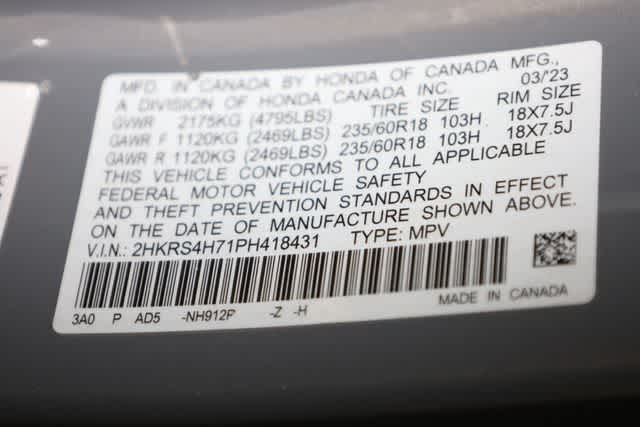 MFD. IN CANADA BY HONDA OF CANADA MFG.,
A DIVISION OF HONDA CANADA INC. 03/'23
GVWR 2175KG (4795LBS) TIRE SIZE RIM SIZE
GAWR F 1120KG (2469LBS) 235/60R18 103H 18X7.5J
GAWR R 1120KG (2469LBS) 235/60R18 103H 18X7.5J
THIS VEHICLE CONFORMS TO ALL APPLICABLE
FEDERAL MOTOR VEHICLE SAFETY
AND THEFT PREVENTION STANDARDS IN EFFECT
ON THE DATE OF MANUFACTURE SHOWN ABOVE.
V.I.N.: 2HKRS4H71PH418431 TYPE: MPV
MADE IN CANADA
3A0 P AD5 -NH912P -Z -H